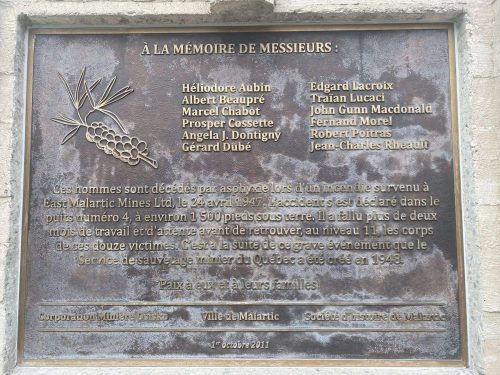 À LA MÉMOIRE DE MESSIEURS :
Héliodore Aubin
Albert Beaupré
Marcel Chabot
Prosper Cossette
Angela J. Dontigny
Gérard Dubé
Edgard Lacroix
Traian Lucaci
John Gunn Macdonald
Fernand Morel
Robert Poitras
Jean-Charles Rheault
Ces hommes sont décédés par asphyxie lors d'un incendie survenu à
East Malartic Mines Ltd, le 24 avril 1947. L'accident s'est déclaré dans le
puits numéro 4, à environ 1 500 pieds sous terre. Il a fallu plus de deux
mois de travail et d'attente avant de retrouver, au niveau 11, les corps
de ces douze victimes. C'est à la suite de ce grave événement que le
Service de sauvetage minier du Québec a été créé en 1948.
Paix à eux et à leurs familles!
Corporation Minière Osisko
Ville de Malartic
Société d'histoire de Malartic
1er octobre 2011